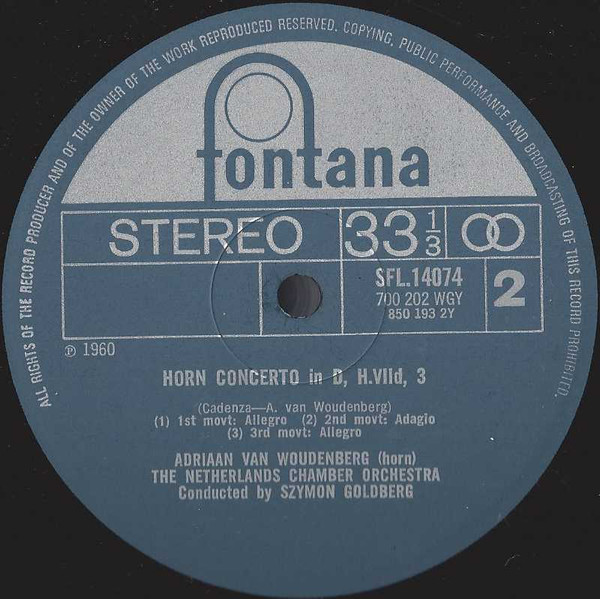 ALL RIGHTS OF THE RECORD PRODUCER AND OF THE OWNER OF THE WORK REPRODUCED RESERVED. COPYING, PUBLIC PERFORMANCE AND BROADCASTING OF THIS RECORD PROHIBITED.
fontana
STEREO 33 1/3
SFL.14074
700 202 WGY
850 193 2Y
2
℗ 1960
HORN CONCERTO in D, H.VIId, 3
(Cadenza—A. van Woudenberg)
(1) 1st movt: Allegro (2) 2nd movt: Adagio
(3) 3rd movt: Allegro
ADRIAAN VAN WOUDENBERG (horn)
THE NETHERLANDS CHAMBER ORCHESTRA
Conducted by SZYMON GOLDBERG